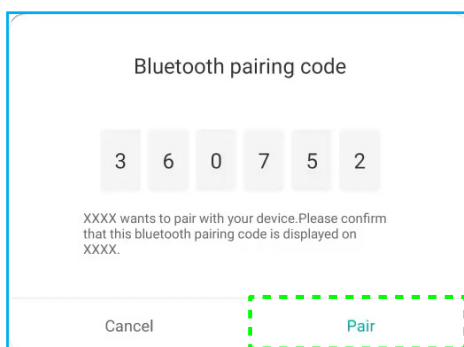 Bluetooth pairing code
3 6 0 7 5 2
XXXX wants to pair with your device.Please confirm
that this bluetooth pairing code is displayed on
XXXX.
Cancel Pair